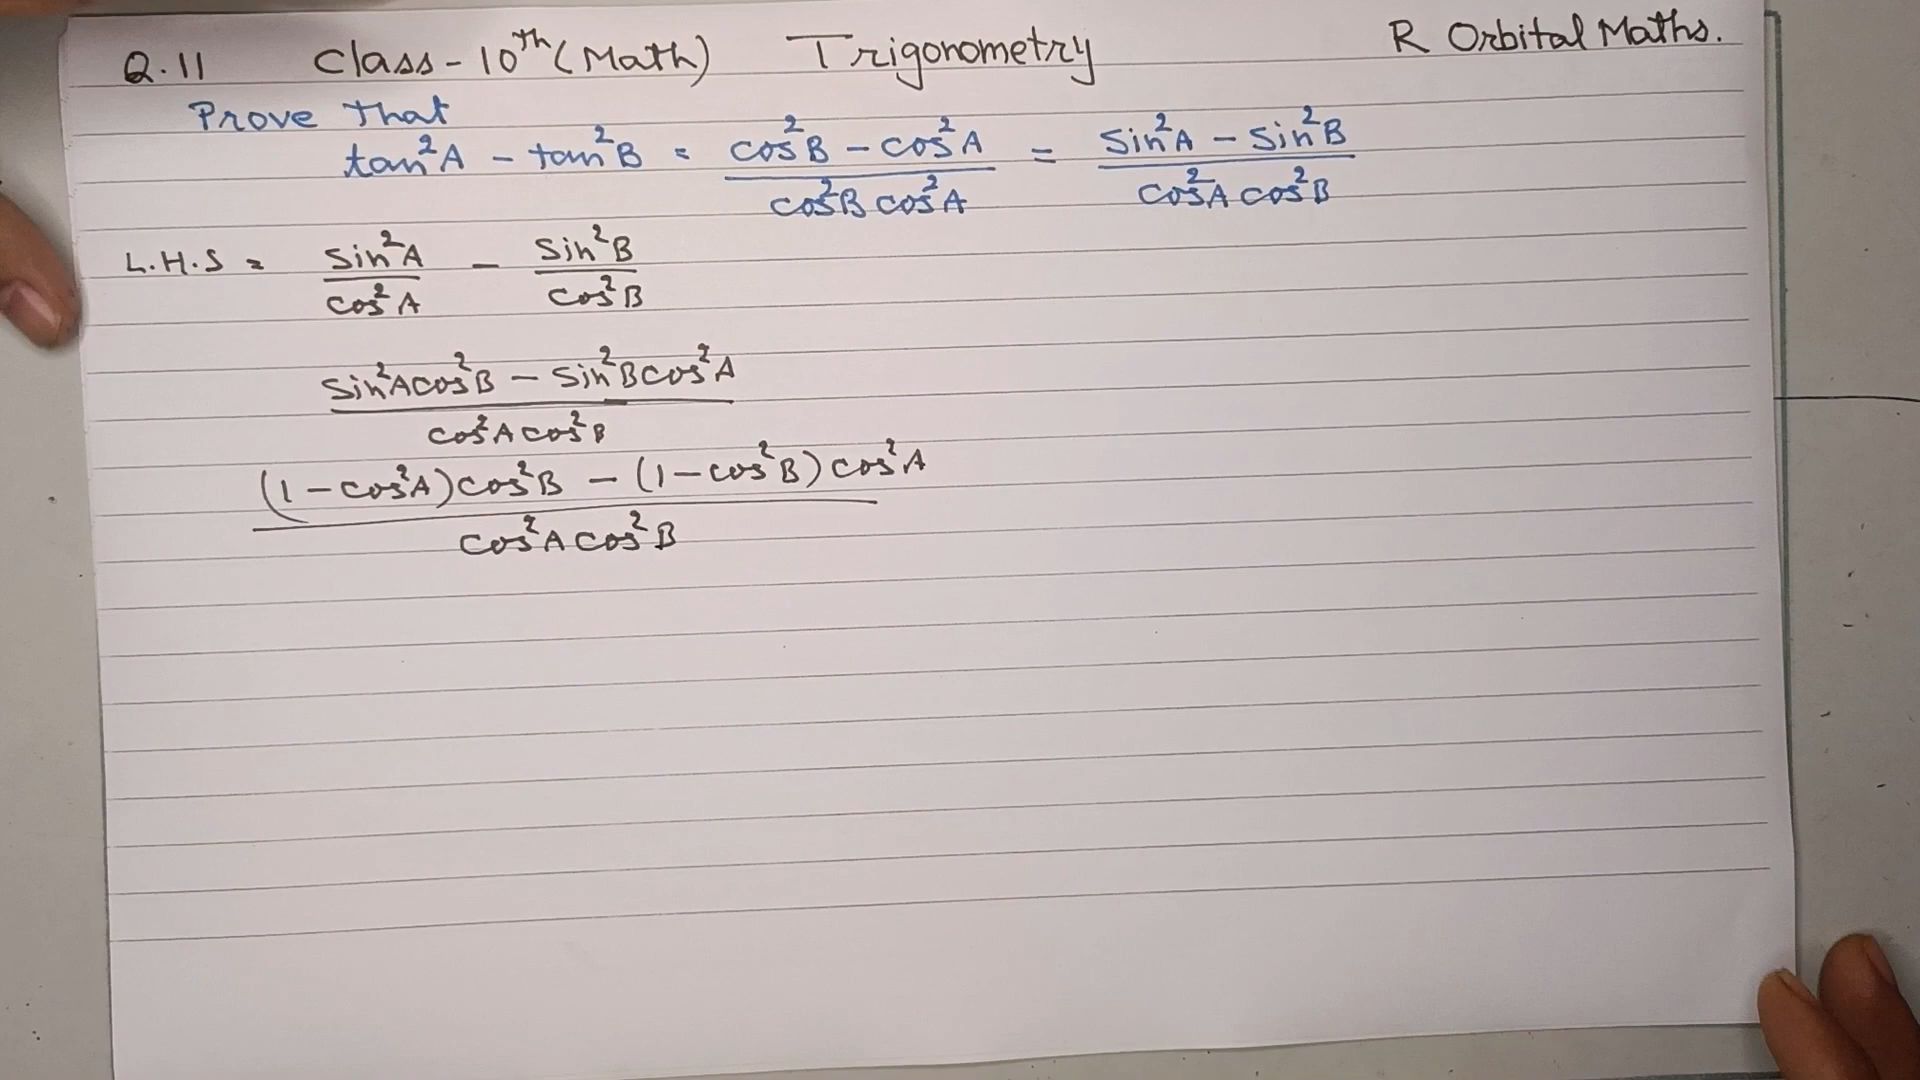 Q.11 Class-10th (Math) Trigonometry R Orbital Maths.
Prove That
tan²A - tan²B = cos²B - cos²A / cos²B cos²A = Sin²A - Sin²B / cos²A cos²B
L.H.S = Sin²A / cos²A - Sin²B / cos²B
Sin²A cos²B - Sin²B cos²A / cos²A cos²B
(1 - cos²A) cos²B - (1 - cos²B) cos²A / cos²A cos²B